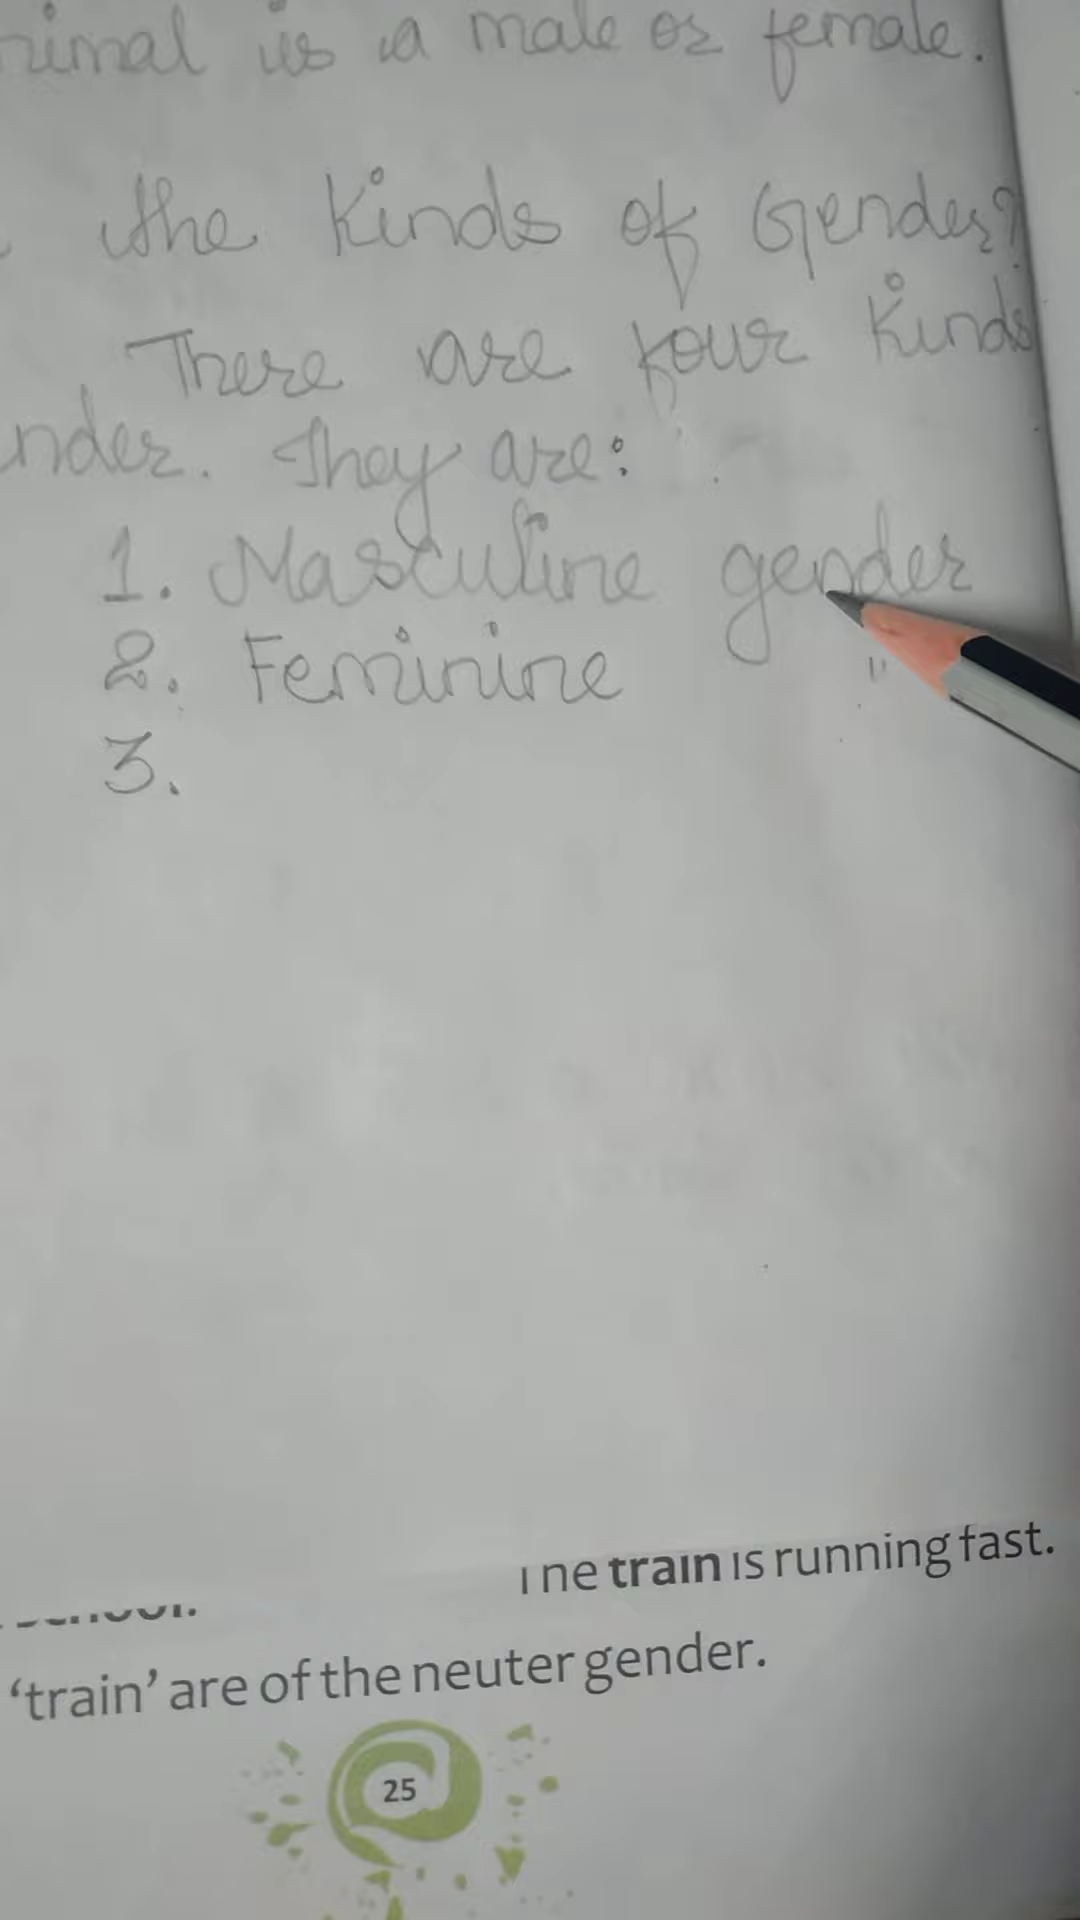 is a male or female.
the Kinds of Gender?
There are four Kinds
nder. They are:
1. Masculine gender
2. Feminine "
3.
The train is running fast.
'train' are of the neuter gender.
25